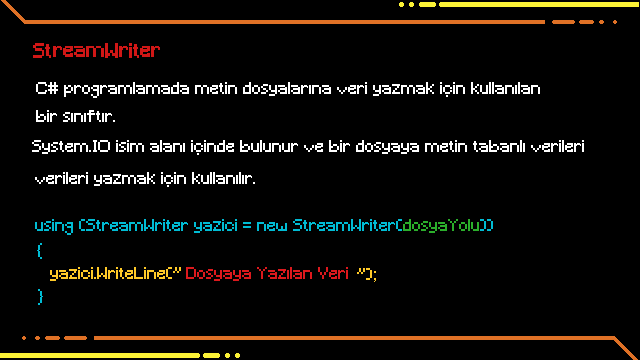 StreamWriter
C# programlamada metin dosyalarına veri yazmak için kullanılan
bir sınıftır.
System.IO isim alanı içinde bulunur ve bir dosyaya metin tabanlı verileri
verileri yazmak için kullanılır.
using (StreamWriter yazici = new StreamWriter(dosyaYolu))
{
yazici.WriteLine(" Dosyaya Yazılan Veri ");
}